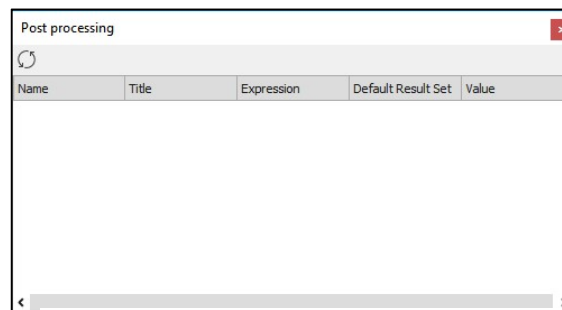 Post processing
Name Title Expression Default Result Set Value